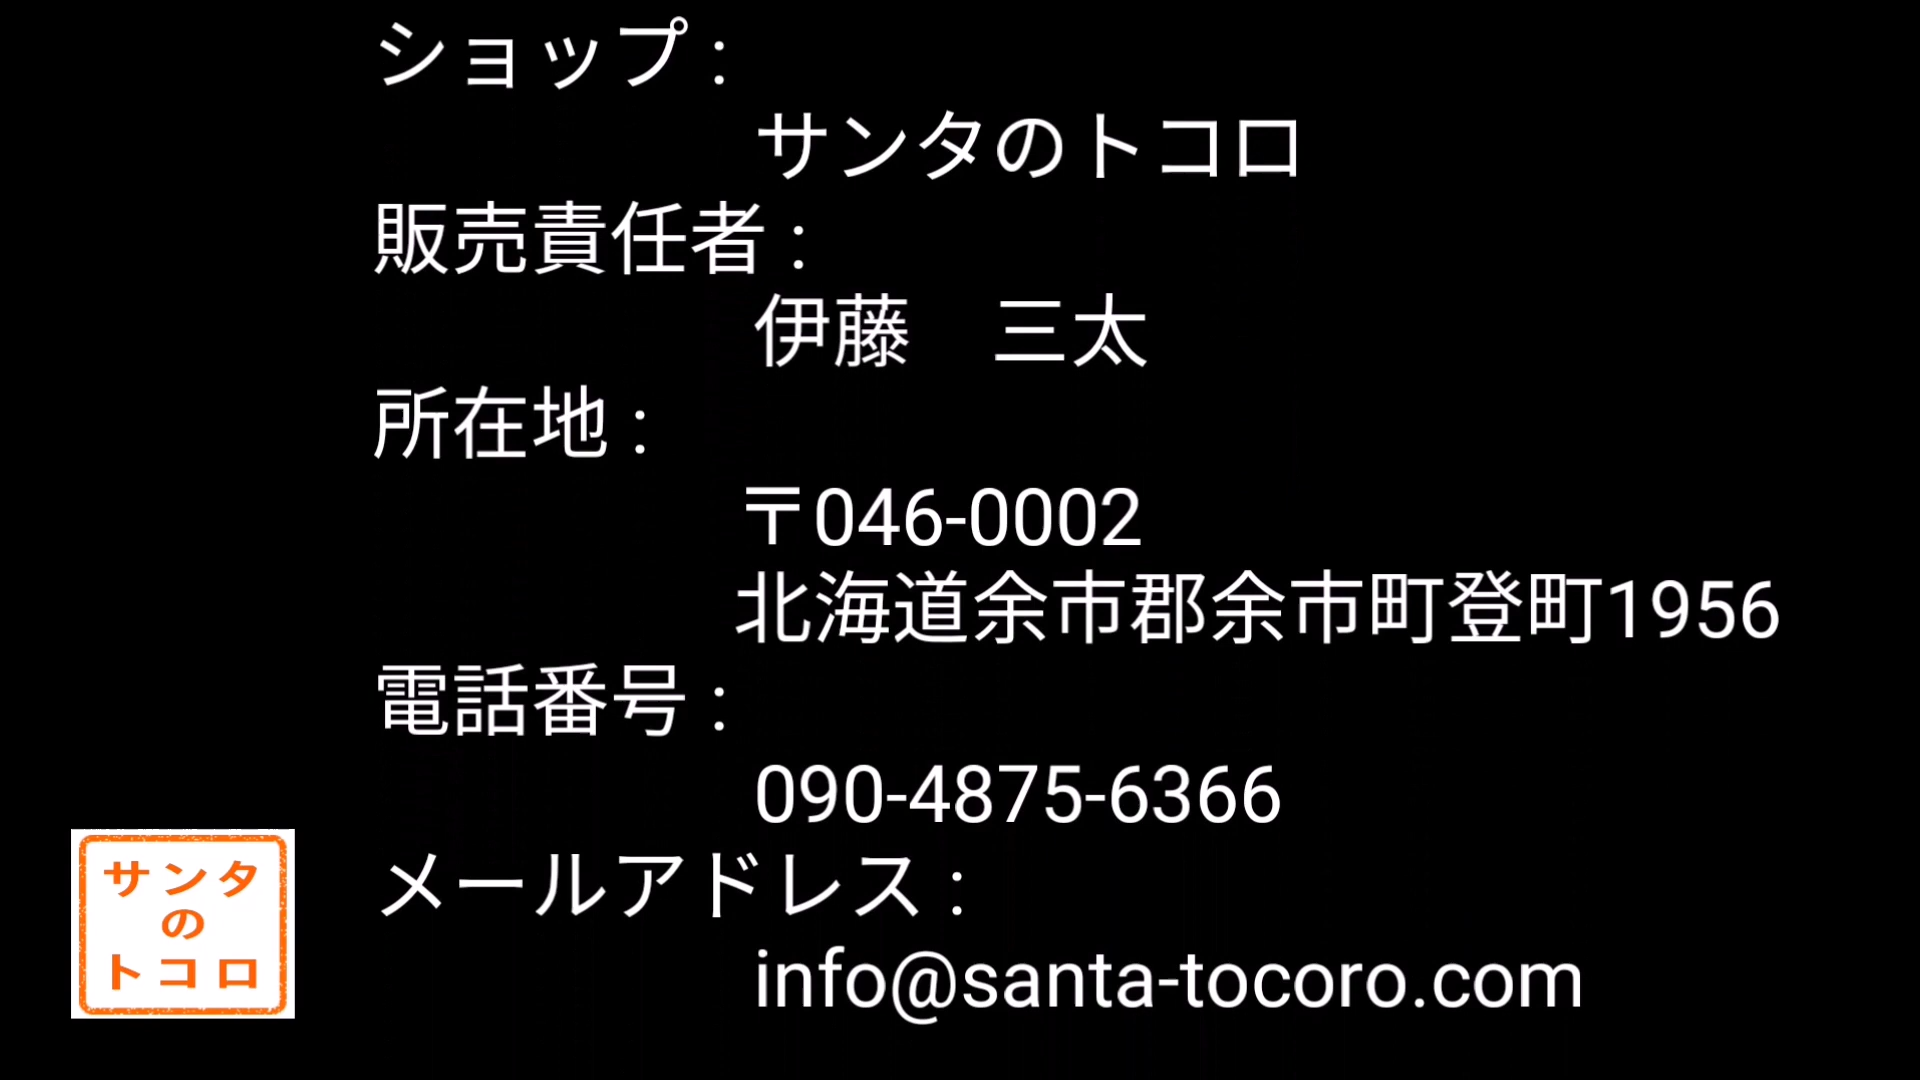 ショップ :
サンタのトコロ
販売責任者 :
伊藤　三太
所在地 :
〒046-0002
北海道余市郡余市町登町1956
電話番号 :
090-4875-6366
メールアドレス :
info@santa-tocoro.com
サンタ
の
トコロ